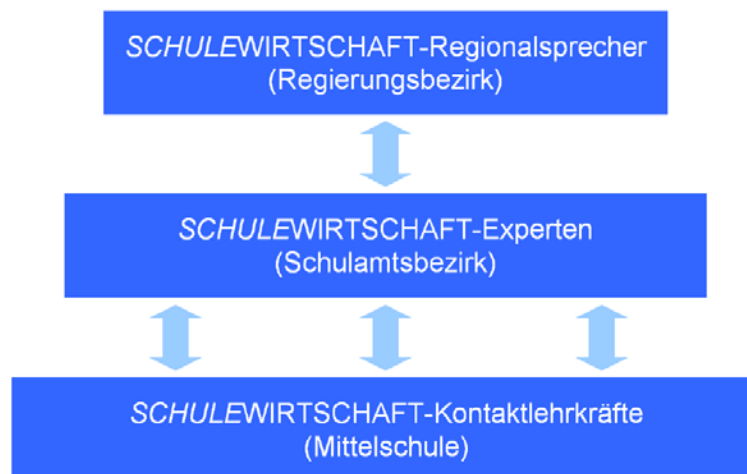 SCHULEWIRTSCHAFT-Regionalsprecher
(Regierungsbezirk)
SCHULEWIRTSCHAFT-Experten
(Schulamtsbezirk)
SCHULEWIRTSCHAFT-Kontaktlehrkräfte
(Mittelschule)